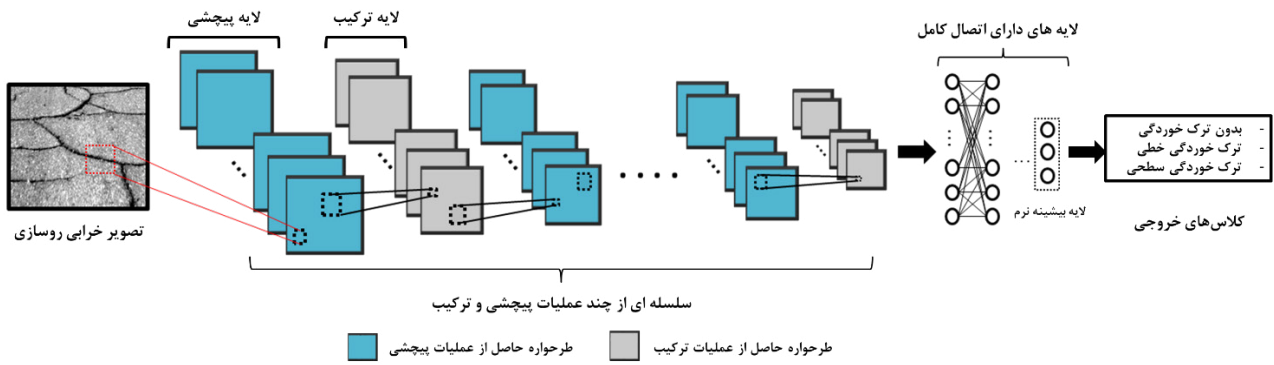 لایه پیچشی
لایه ترکیب
لایه های دارای اتصال کامل
تصویر خرابی روسازی
- بدون ترک خوردگی
- ترک خوردگی خطی
- ترک خوردگی سطحی
لایه بیشینه نرم
کلاس‌های خروجی
سلسله ای از چند عملیات پیچشی و ترکیب
طرحواره حاصل از عملیات پیچشی
طرحواره حاصل از عملیات ترکیب